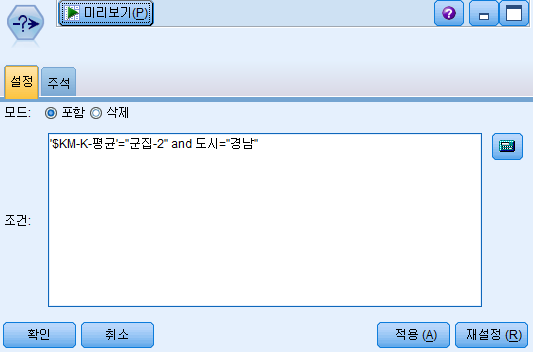 미리보기(P)
설정 주석
모드: 포함 삭제
'$KM-K-평균'="군집-2" and 도시="경남"
조건:
확인 취소 적용 (A) 재설정 (R)